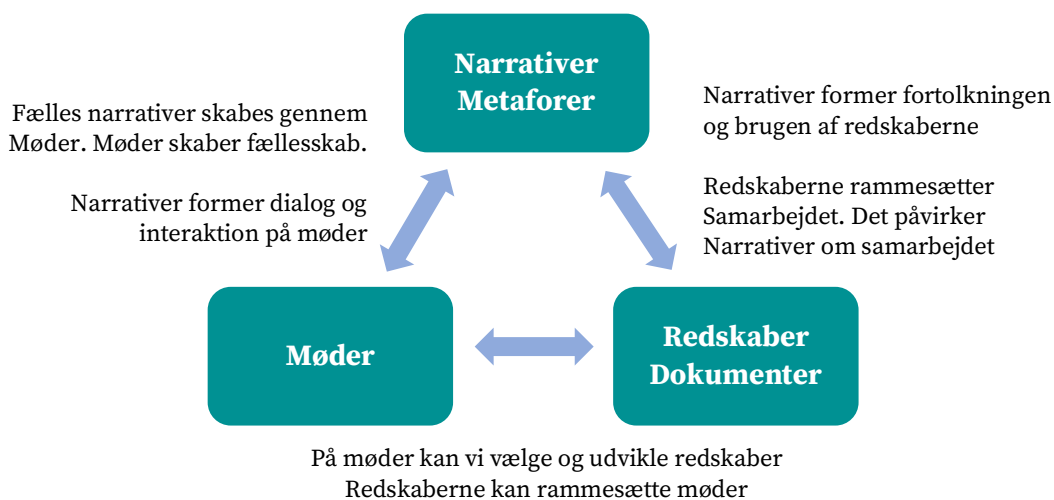 Narrativer
Metaforer
Fælles narrativer skabes gennem
Møder. Møder skaber fællesskab.
Narrativer former dialog og
interaktion på møder
Narrativer former fortolkningen
og brugen af redskaberne
Redskaberne rammesætter
Samarbejdet. Det påvirker
Narrativer om samarbejdet
Møder
Redskaber
Dokumenter
På møder kan vi vælge og udvikle redskaber
Redskaberne kan rammesætte møder